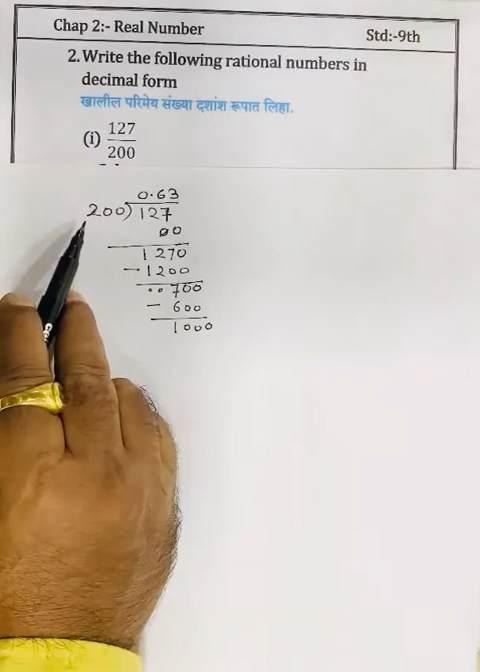 Chap 2:- Real Number
Std:-9th
2. Write the following rational numbers in
decimal form
खालील परिमेय संख्या दशांश रूपात लिहा.
(i) 127
200
0.63
200) 127
00
1270
- 1200
..700
- 600
1000